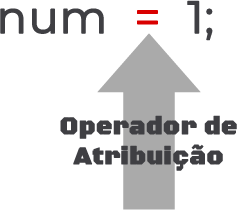 num = 1;
Operador de
Atribuição